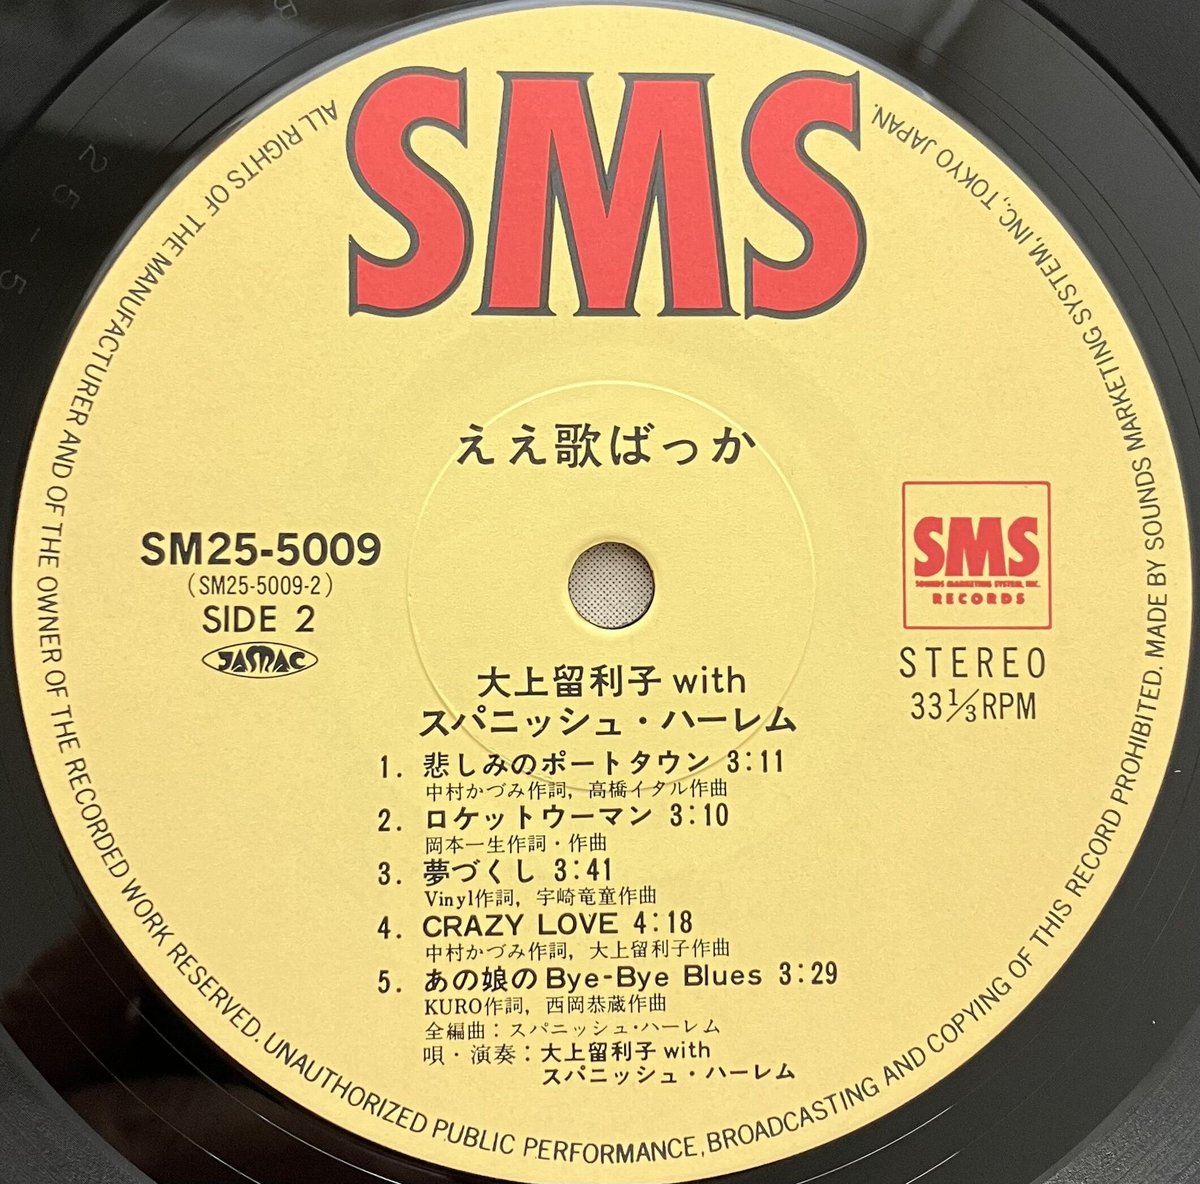 SMS
ALL RIGHTS OF THE MANUFACTURER AND OF THE OWNER OF THE RECORDED WORK RESERVED. UNAUTHORIZED PUBLIC PERFORMANCE, BROADCASTING AND COPYING OF THIS RECORD PROHIBITED. MADE BY SOUNDS MARKETING SYSTEM, INC, TOKYO JAPAN.
ええ歌ばっか
SM25-5009
(SM25-5009-2)
SIDE 2
JASRAC
SMS
SOUNDS MARKETING SYSTEM, INC.
RECORDS
STEREO
33 1/3 RPM
大上留利子 with
スパニッシュ・ハーレム
1. 悲しみのポートタウン 3:11
中村かづみ作詞, 高橋イタル作曲
2. ロケットウーマン 3:10
岡本一生作詞・作曲
3. 夢づくし 3:41
Vinyl作詞, 宇崎竜童作曲
4. CRAZY LOVE 4:18
中村かづみ作詞, 大上留利子作曲
5. あの娘のBye-Bye Blues 3:29
KURO作詞, 西岡恭蔵作曲
全編曲:スパニッシュ・ハーレム
唄・演奏:大上留利子 with
スパニッシュ・ハーレム